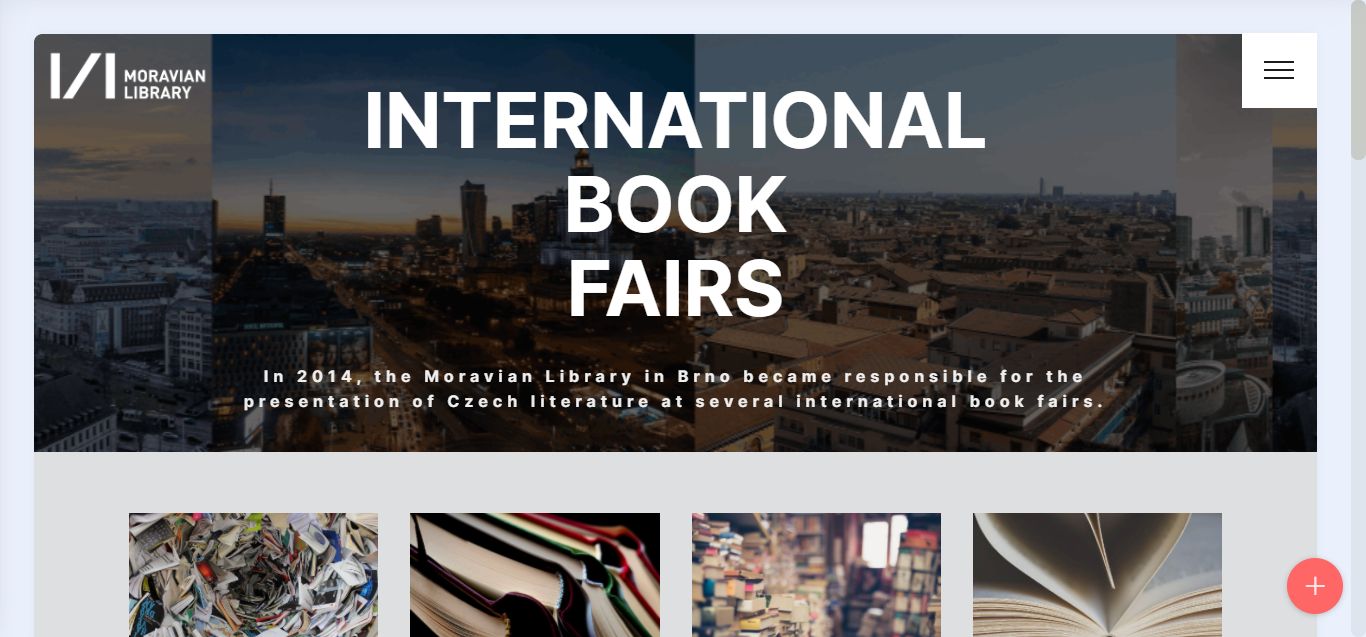 MORAVIAN
LIBRARY
INTERNATIONAL
BOOK
FAIRS
In 2014, the Moravian Library in Brno became responsible for the
presentation of Czech literature at several international book fairs.